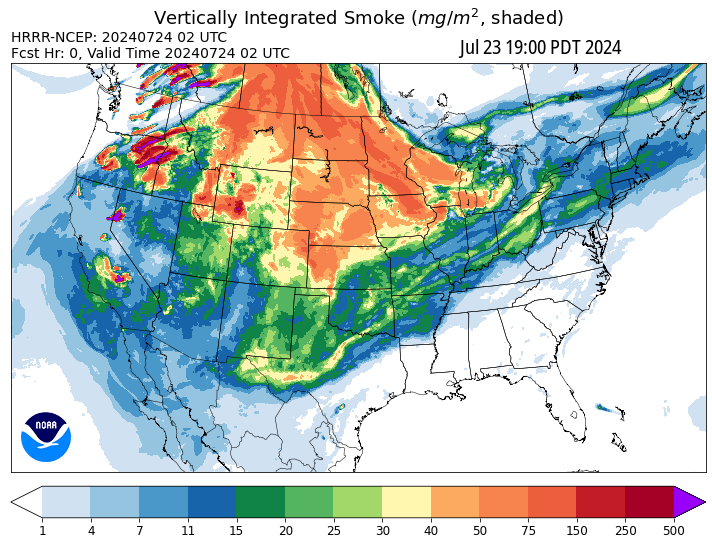 Vertically Integrated Smoke (mg/m², shaded)
HRRR-NCEP: 20240724 02 UTC
Fcst Hr: 0, Valid Time 20240724 02 UTC
Jul 23 19:00 PDT 2024
NOAA
1 4 7 11 15 20 25 30 40 50 75 150 250 500